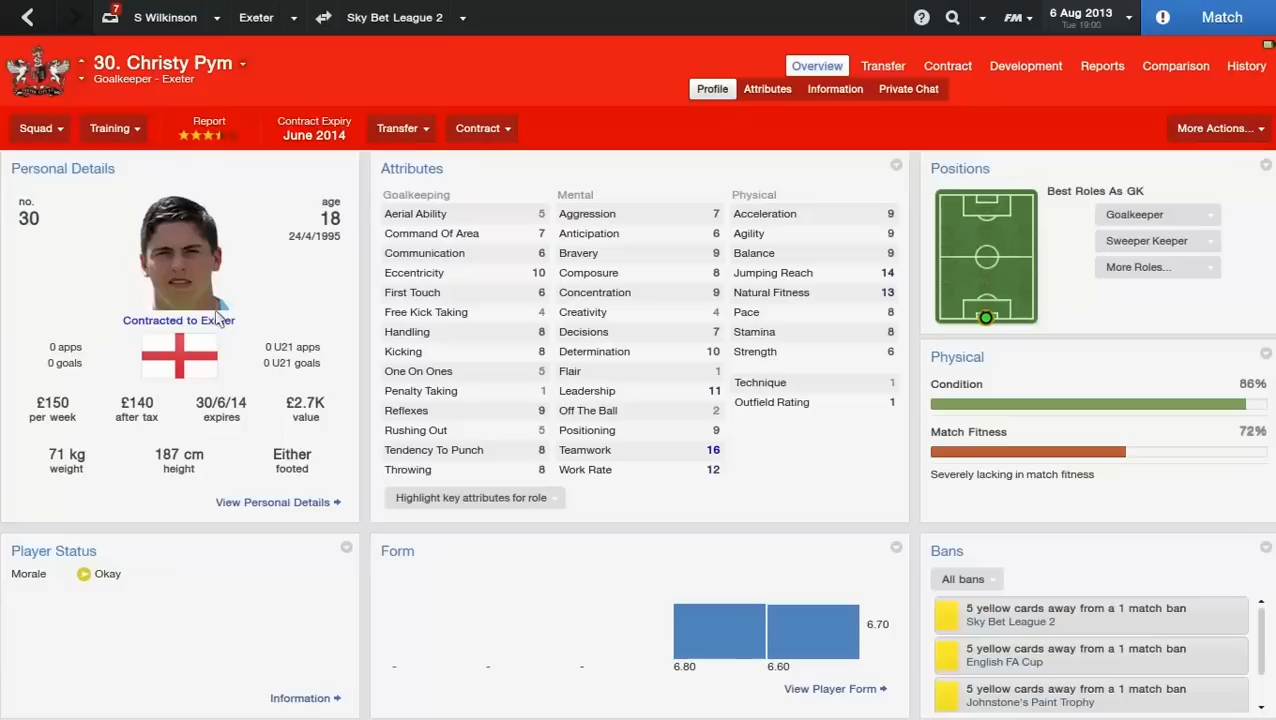 7
S Wilkinson
Exeter
Sky Bet League 2
FM
6 Aug 2013
Tue 19:00
Match
30. Christy Pym
Goalkeeper - Exeter
Overview Transfer Contract Development Reports Comparison History
Profile Attributes Information Private Chat
Squad
Training
Report
Contract Expiry
June 2014
Transfer
Contract
More Actions...
Personal Details
no.
30
age
18
24/4/1995
Contracted to Exeter
0 apps
0 goals
0 U21 apps
0 U21 goals
£150
per week
£140
after tax
30/6/14
expires
£2.7K
value
71 kg
weight
187 cm
height
Either
footed
View Personal Details
Attributes
Goalkeeping
Aerial Ability 5
Command Of Area 7
Communication 6
Eccentricity 10
First Touch 6
Free Kick Taking 4
Handling 8
Kicking 8
One On Ones 5
Penalty Taking 1
Reflexes 9
Rushing Out 5
Tendency To Punch 8
Throwing 8
Mental
Aggression 7
Anticipation 6
Bravery 9
Composure 8
Concentration 9
Creativity 4
Decisions 7
Determination 10
Flair 1
Leadership 11
Off The Ball 2
Positioning 9
Teamwork 16
Work Rate 12
Physical
Acceleration 9
Agility 9
Balance 9
Jumping Reach 14
Natural Fitness 13
Pace 8
Stamina 8
Strength 6
Technique 1
Outfield Rating 1
Highlight key attributes for role
Positions
Best Roles As GK
Goalkeeper
Sweeper Keeper
More Roles...
Physical
Condition 86%
Match Fitness 72%
Severely lacking in match fitness
Player Status
Morale Okay
Information
Form
6.70
- - - 6.80 6.60
View Player Form
Bans
All bans
5 yellow cards away from a 1 match ban
Sky Bet League 2
5 yellow cards away from a 1 match ban
English FA Cup
5 yellow cards away from a 1 match ban
Johnstone's Paint Trophy